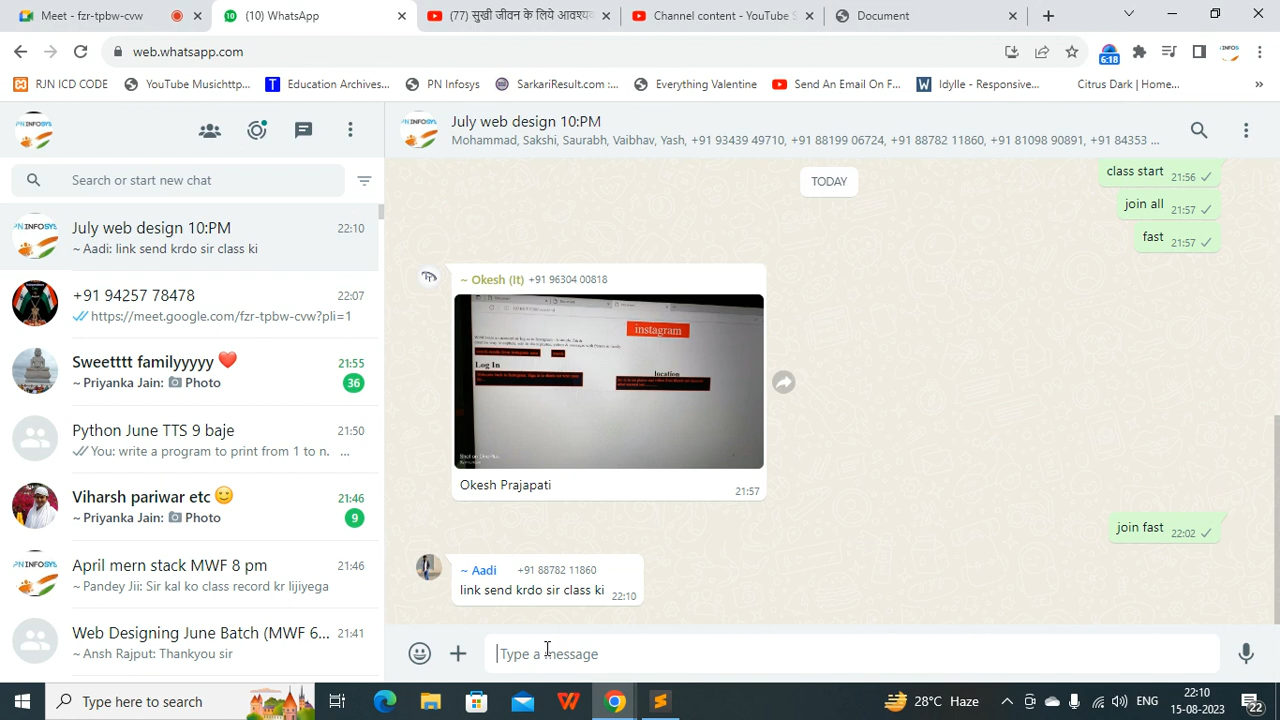 Meet - fzr-tpbw-cvw
(10) WhatsApp
(77) सुखी जीवन के लिये आवश्यक
Channel content - YouTube S
Document
web.whatsapp.com
6:18
RJN ICD CODE
YouTube Musichttp...
Education Archives...
PN Infosys
SarkariResult.com :...
Everything Valentine
Send An Email On F...
Idylle - Responsive...
Citrus Dark | Home...
PN INFOSYS
July web design 10:PM
Mohammad, Sakshi, Saurabh, Vaibhav, Yash, +91 93439 49710, +91 88199 06724, +91 88782 11860, +91 81098 90891, +91 84353 ...
Search or start new chat
July web design 10:PM
22:10
~ Aadi: link send krdo sir class ki
+91 94257 78478
22:07
https://meet.google.com/fzr-tpbw-cvw?pli=1
Sweettttfamilyyyyy ❤️
21:55
~ Priyanka Jain: Photo
36
Python June TTS 9 baje
21:50
You: write a program to print from 1 to n. ...
Viharsh pariwar etc 😊
21:46
~ Priyanka Jain: Photo
9
April mern stack MWF 8 pm
21:46
~ Pandey Jii: Sir kal ko class record kr lijiyega
Web Designing June Batch (MWF 6...
21:41
~ Ansh Rajput: Thankyou sir
TODAY
class start 21:56
join all 21:57
fast 21:57
~ Okesh (It) +91 96304 00818
instagram
Log In
location
Okesh Prajapati
21:57
join fast 22:02
~ Aadi +91 88782 11860
link send krdo sir class ki 22:10
Type a message
Type here to search
28°C Haze
ENG
22:10
15-08-2023
22